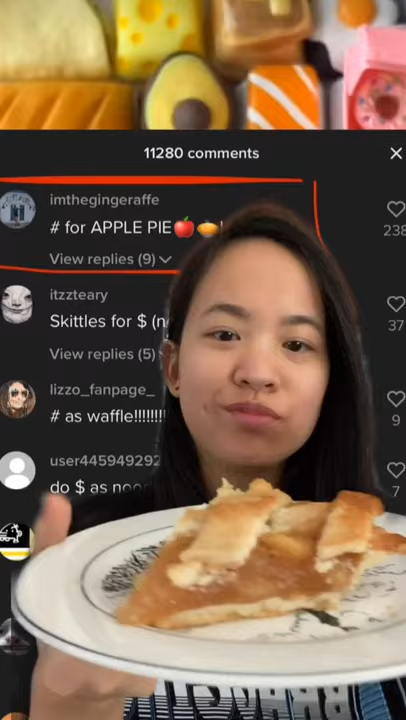 11280 comments
imthegingeraffe
238
# for APPLE PIE🍎🥧!
View replies (9)
itzzteary
Skittles for $ (n
37
View replies (5)
lizzo_fanpage_
# as waffle!!!!!!!!
9
user445949292
do $ as
7